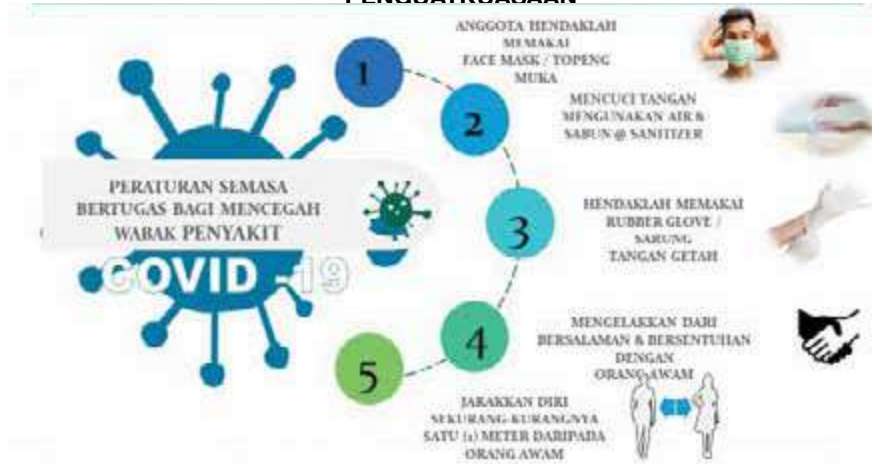 PENGUATKUASAAN
PERATURAN SEMASA
BERTUGAS BAGI MENCEGAH
WABAK PENYAKIT
COVID -19
1
ANGGOTA HENDAKLAH
MEMAKAI
FACE MASK / TOPENG
MUKA
2
MENCUCI TANGAN
MENGUNAKAN AIR &
SABUN @ SANITIZER
3
HENDAKLAH MEMAKAI
RUBBER GLOVE /
SARUNG
TANGAN GETAH
4
MENGELAKKAN DARI
BERSALAMAN & BERSENTUHAN
DENGAN
ORANG AWAM
5
JARAKKAN DIRI
SEKURANG-KURANGNYA
SATU (1) METER DARIPADA
ORANG AWAM